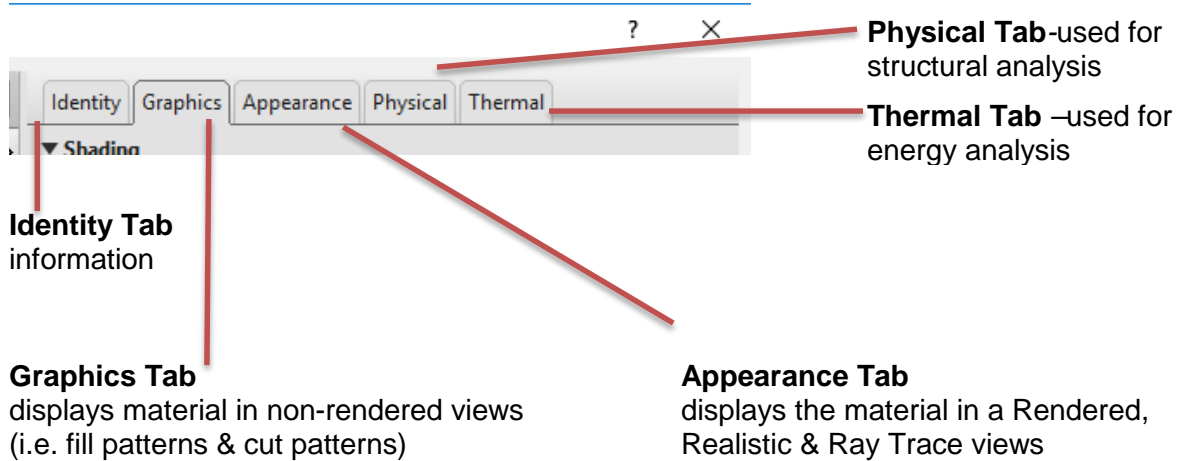 ? ×
Physical Tab-used for
structural analysis
Identity Graphics Appearance Physical Thermal
Thermal Tab –used for
energy analysis
▼ Shading
Identity Tab
information
Graphics Tab
displays material in non-rendered views
(i.e. fill patterns & cut patterns)
Appearance Tab
displays the material in a Rendered,
Realistic & Ray Trace views